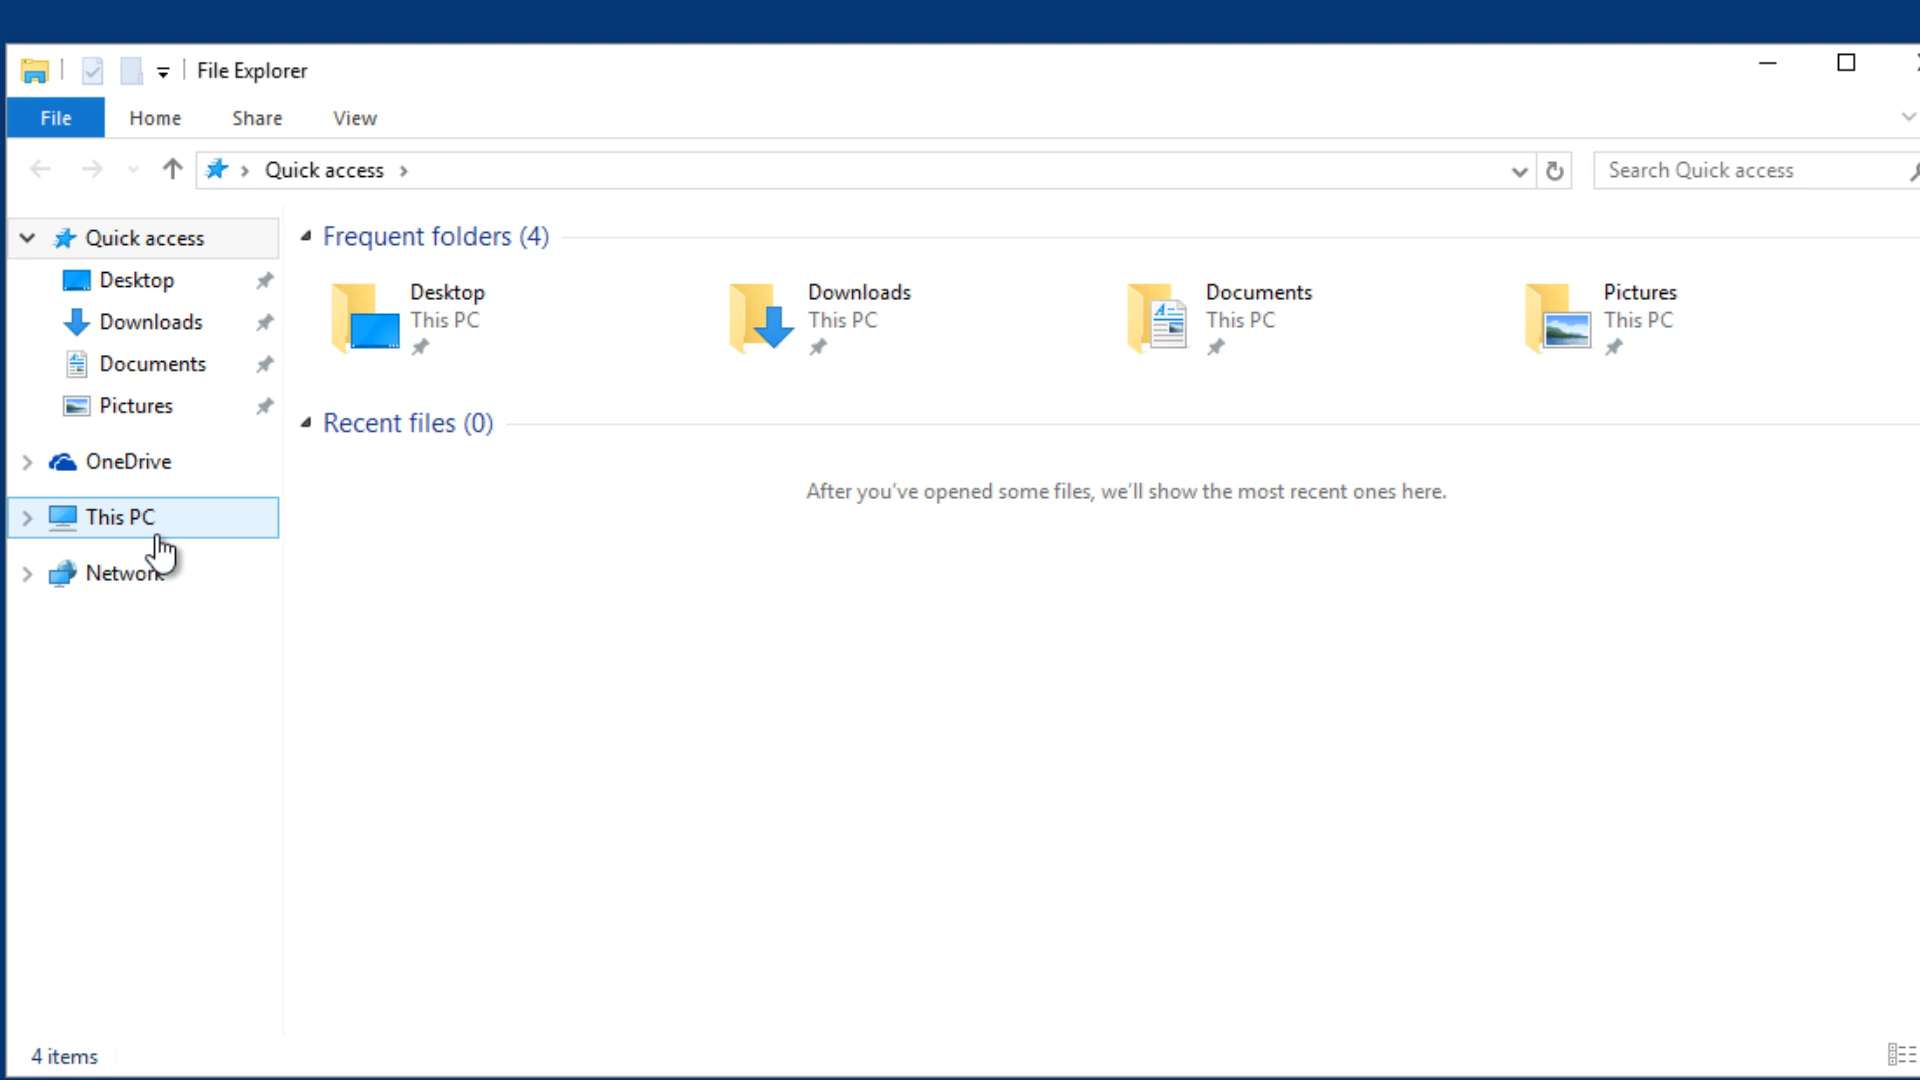 File Explorer
File Home Share View
Quick access
Search Quick access
Quick access
Desktop
Downloads
Documents
Pictures
OneDrive
This PC
Network
Frequent folders (4)
Desktop
This PC
Downloads
This PC
Documents
This PC
Pictures
This PC
Recent files (0)
After you've opened some files, we'll show the most recent ones here.
4 items